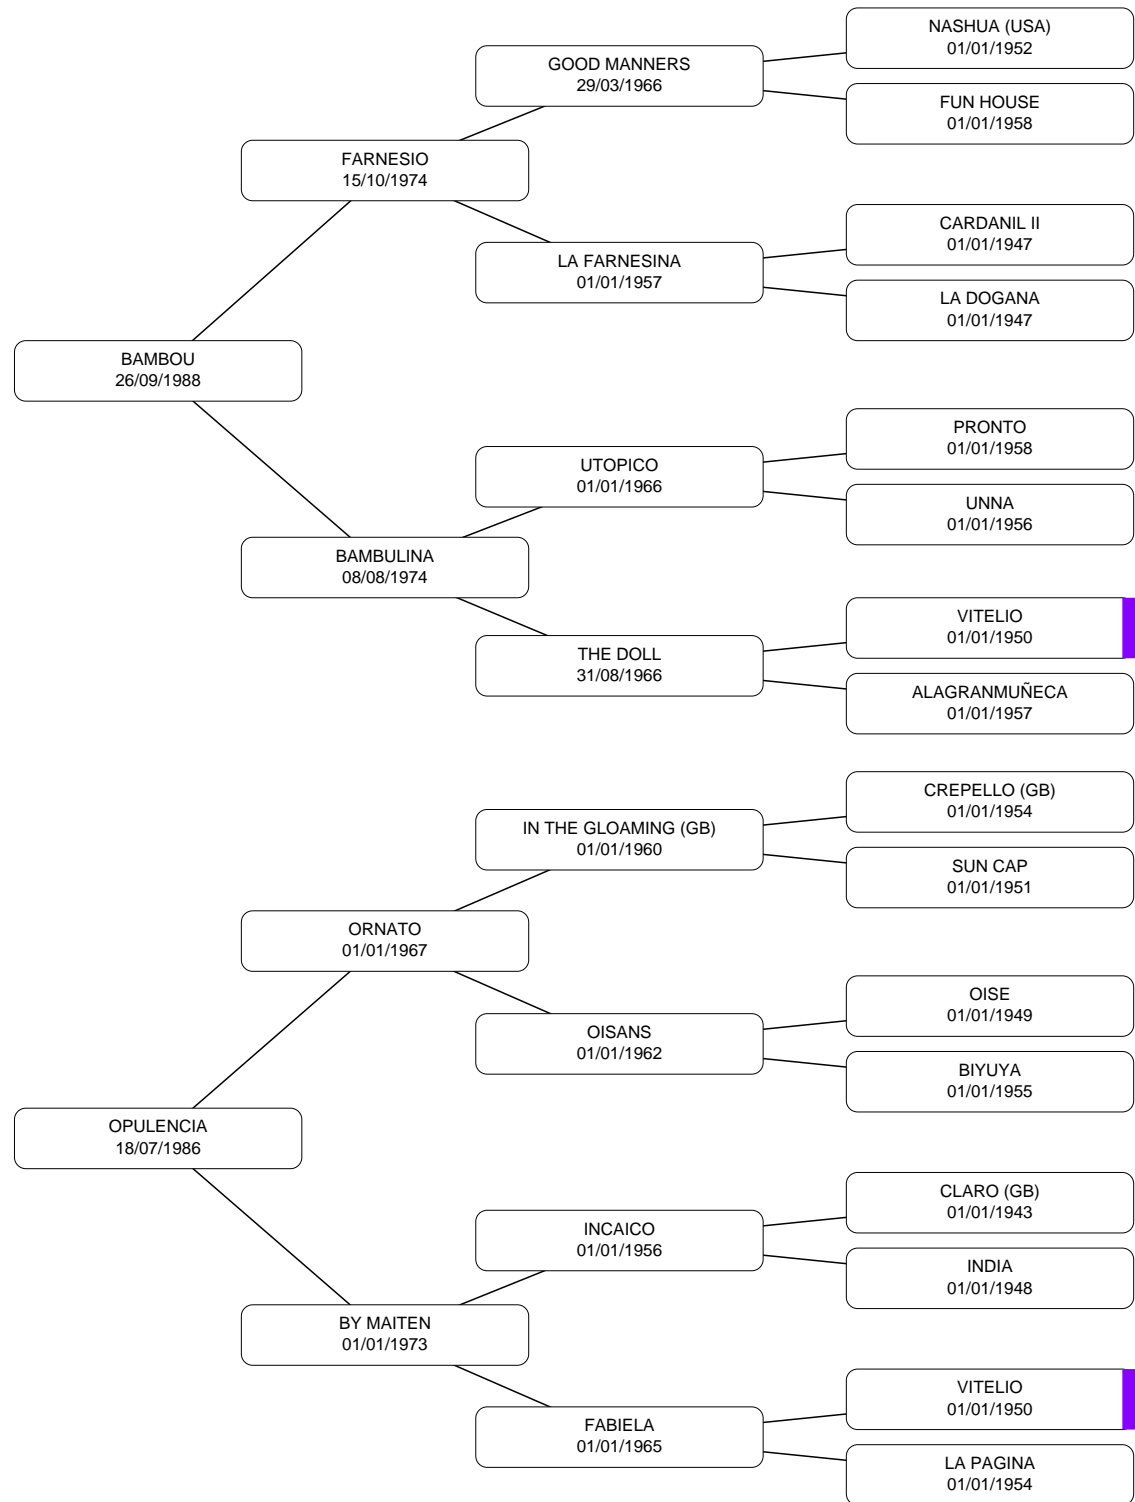 NASHUA (USA)
01/01/1952
GOOD MANNERS
29/03/1966
FUN HOUSE
01/01/1958
FARNESIO
15/10/1974
CARDANIL II
01/01/1947
LA FARNESINA
01/01/1957
LA DOGANA
01/01/1947
BAMBOU
26/09/1988
PRONTO
01/01/1958
UTOPICO
01/01/1966
UNNA
01/01/1956
BAMBULINA
08/08/1974
VITELIO
01/01/1950
THE DOLL
31/08/1966
ALAGRANMUÑECA
01/01/1957
CREPELLO (GB)
01/01/1954
IN THE GLOAMING (GB)
01/01/1960
SUN CAP
01/01/1951
ORNATO
01/01/1967
OISE
01/01/1949
OISANS
01/01/1962
BIYUYA
01/01/1955
OPULENCIA
18/07/1986
CLARO (GB)
01/01/1943
INCAICO
01/01/1956
INDIA
01/01/1948
BY MAITEN
01/01/1973
VITELIO
01/01/1950
FABIELA
01/01/1965
LA PAGINA
01/01/1954